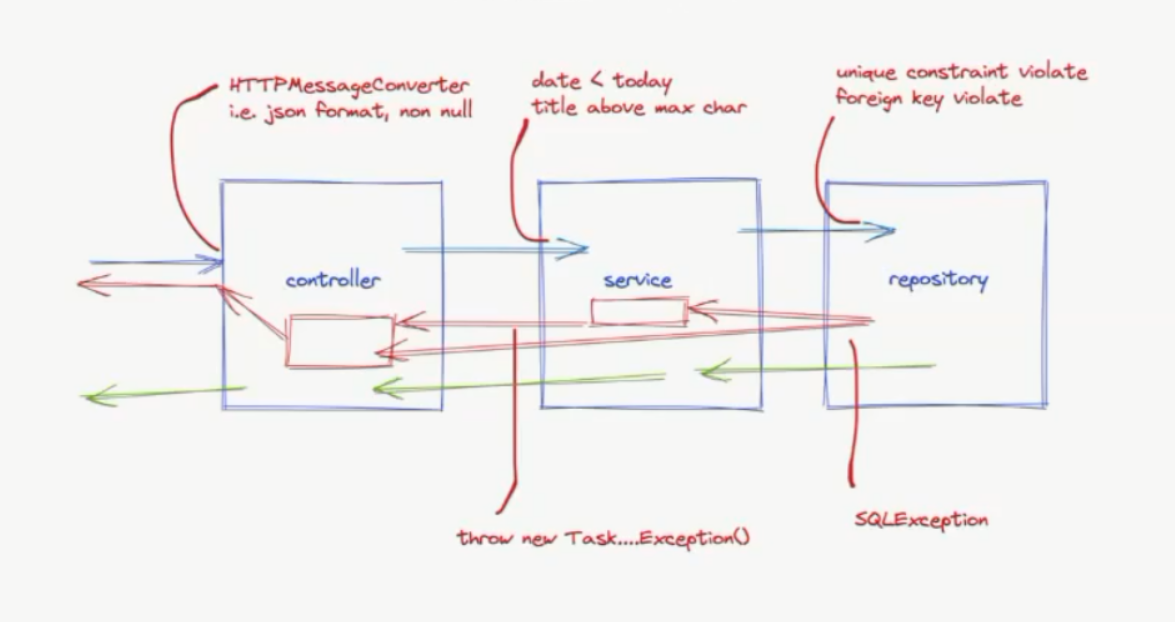 HTTPMessageConverter
i.e. json format, non null
date < today
title above max char
unique constraint violate
foreign key violate
controller
service
repository
throw new Task....Exception()
SQLException